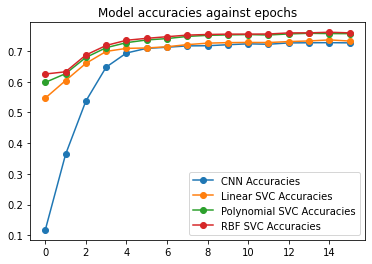 Model accuracies against epochs
0.7
0.6
0.5
0.4
0.3
0.2
0.1
CNN Accuracies
Linear SVC Accuracies
Polynomial SVC Accuracies
RBF SVC Accuracies
0 2 4 6 8 10 12 14